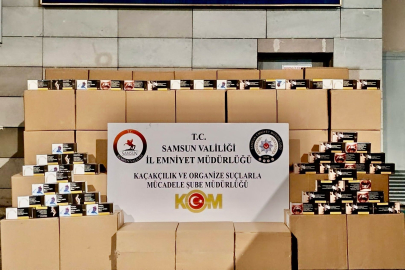 T.C.
SAMSUN VALİLİĞİ
İL EMNİYET MÜDÜRLÜĞÜ
KAÇAKÇILIK VE ORGANİZE SUÇLARLA
MÜCADELE ŞUBE MÜDÜRLÜĞÜ
KOM